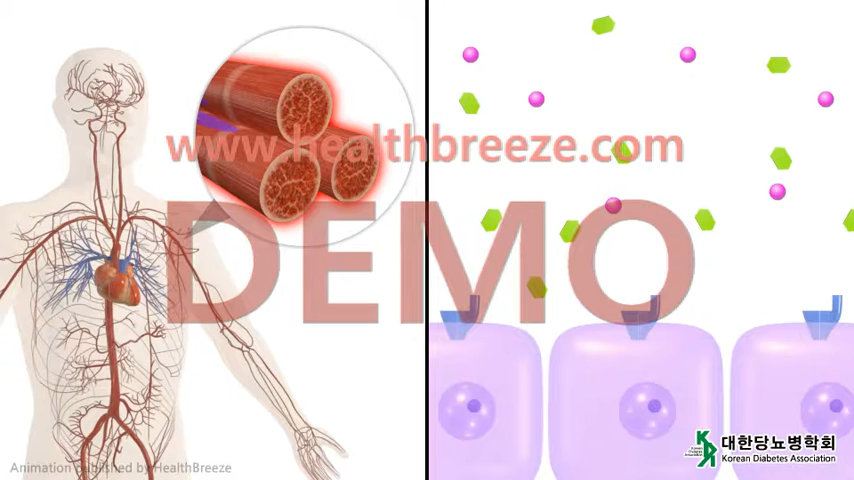 www.healthbreeze.com
DEMO
Animation published by HealthBreeze
대한당뇨병학회
Korean Diabetes Association